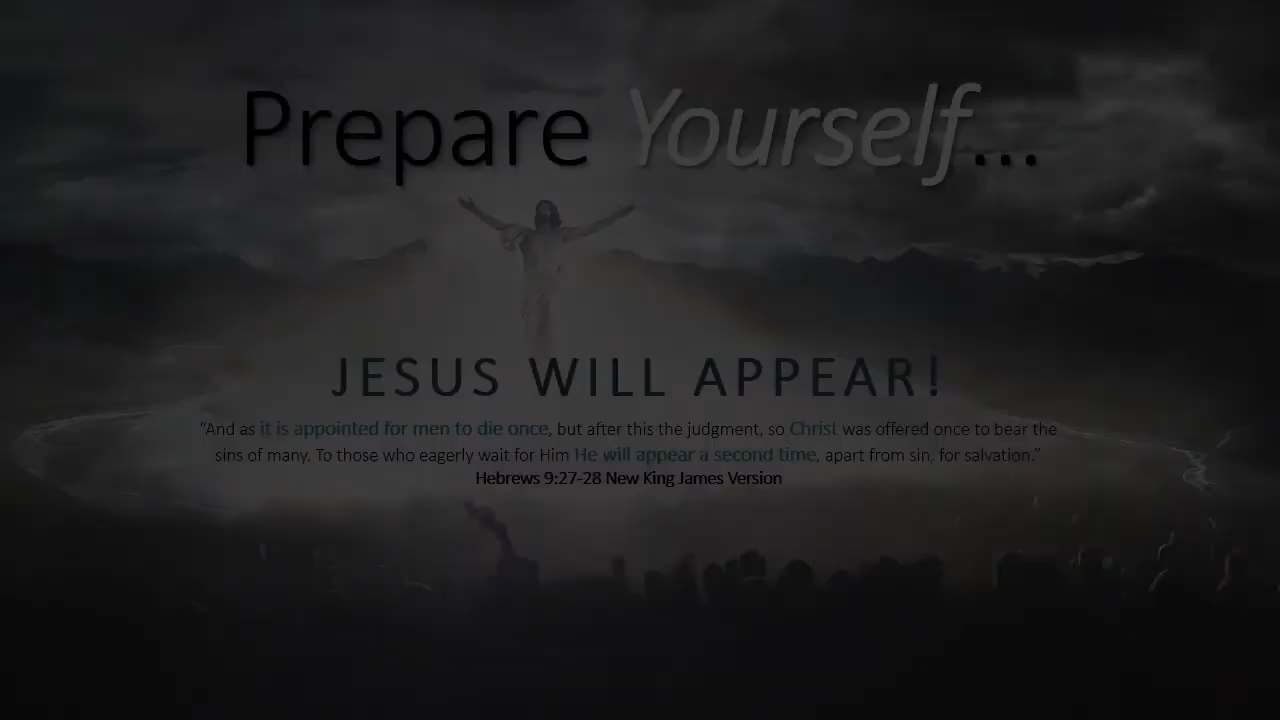 Prepare Yourself...
JESUS WILL APPEAR!
“And as it is appointed for men to die once, but after this the judgment, so Christ was offered once to bear the
sins of many. To those who eagerly wait for Him He will appear a second time, apart from sin, for salvation.”
Hebrews 9:27-28 New King James Version